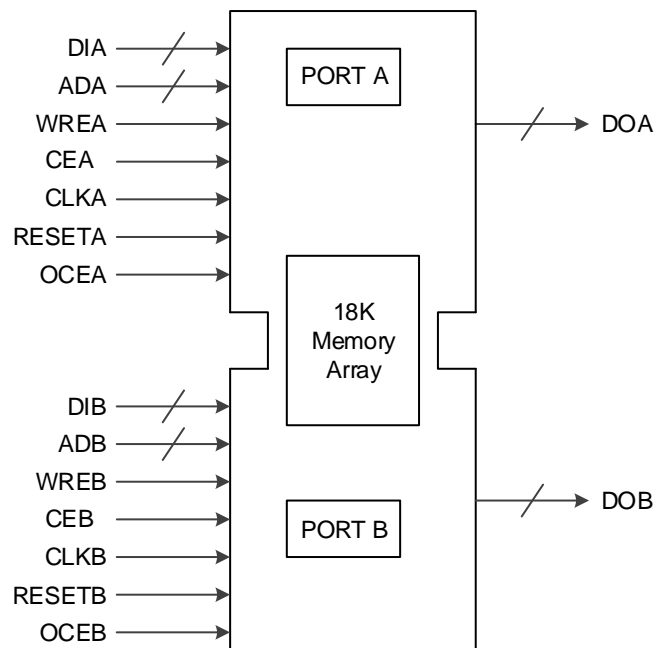 DIA
PORT A
ADA
WREA
DOA
CEA
CLKA
RESETA
OCEA
18K
Memory
Array
DIB
ADB
WREB
DOB
CEB
PORT B
CLKB
RESETB
OCEB